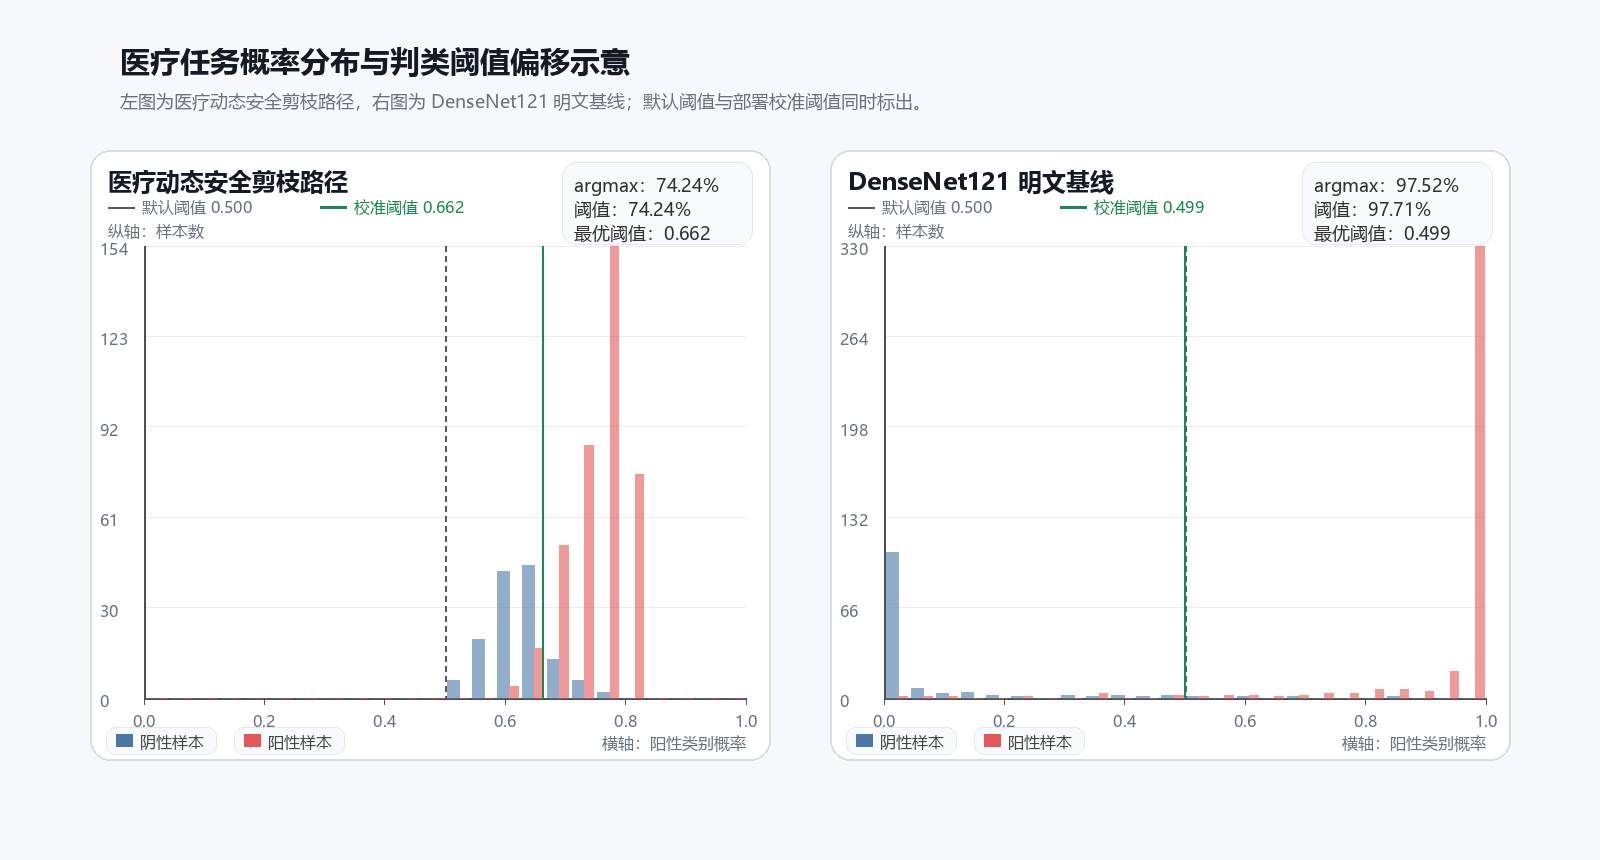 医疗任务概率分布与判类阈值偏移示意
左图为医疗动态安全剪枝路径，右图为 DenseNet121 明文基线；默认阈值与部署校准阈值同时标出。
医疗动态安全剪枝路径
默认阈值 0.500
校准阈值 0.662
argmax：74.24%
阈值：74.24%
最优阈值：0.662
纵轴：样本数
154
123
92
61
30
0
0.0
0.2
0.4
0.6
0.8
1.0
阴性样本
阳性样本
横轴：阳性类别概率
DenseNet121 明文基线
默认阈值 0.500
校准阈值 0.499
argmax：97.52%
阈值：97.71%
最优阈值：0.499
纵轴：样本数
330
264
198
132
66
0
0.0
0.2
0.4
0.6
0.8
1.0
阴性样本
阳性样本
横轴：阳性类别概率